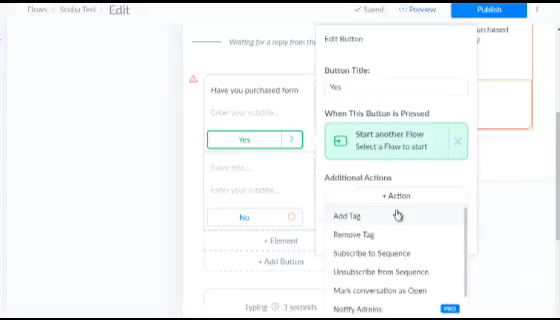 Flows > Scuba Test > Edit
Saved
Preview
Publish
Waiting for a reply from the
urchased
Have you purchased form
Enter your subtitle...
Yes
Enter title...
Enter your subtitle...
No
+ Element
+ Add Button
Typing 3 seconds
Edit Button
Button Title:
Yes
When This Button is Pressed
Start another Flow
Select a Flow to start
Additional Actions
+ Action
Add Tag
Remove Tag
Subscribe to Sequence
Unsubscribe from Sequence
Mark conversation as Open
Notify Admins PRO